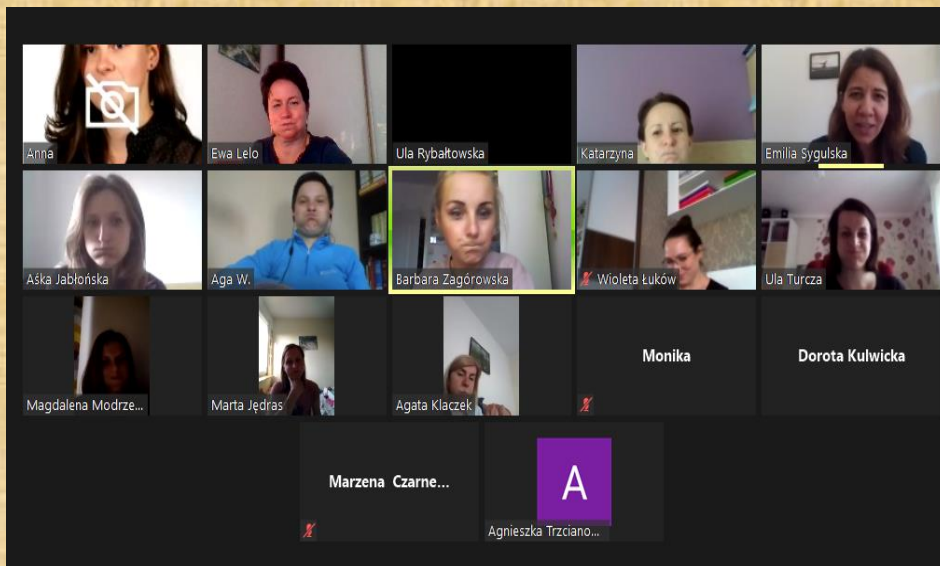 Anna
Ewa Lelo
Ula Rybałtowska
Katarzyna
Emilia Sygulska
Aśka Jabłońska
Aga W.
Barbara Zagórowska
Wioleta Łuków
Ula Turcza
Magdalena Modrze...
Marta Jędras
Agata Klaczek
Monika
Dorota Kulwicka
Marzena Czarne...
A
Agnieszka Trzciano...